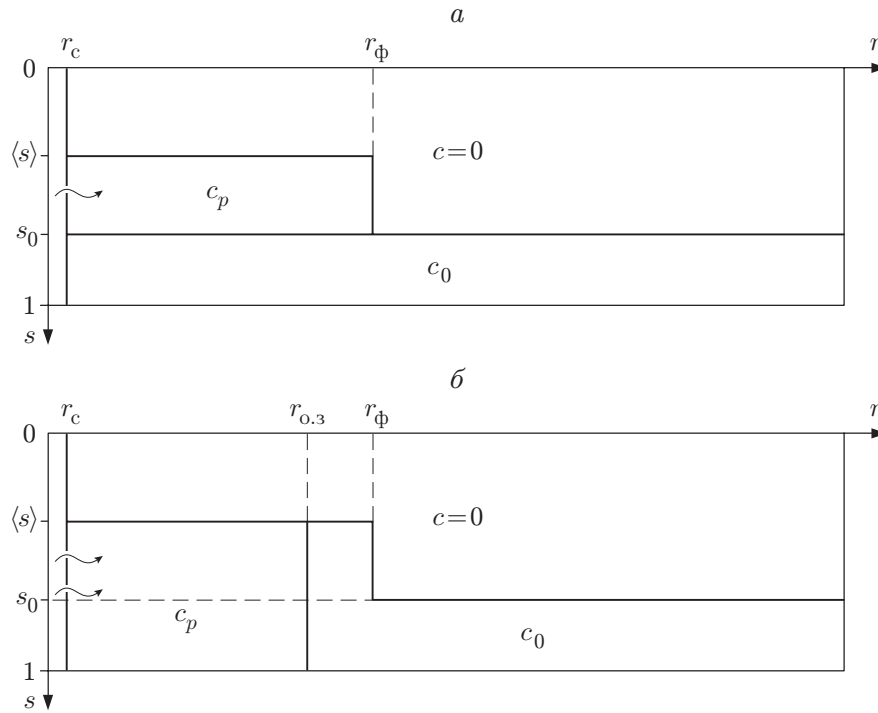 а
r_с r_ф r
0
⟨s⟩ c=0
c_p
s_0
c_0
1
s
б
r_с r_о.з r_ф r
0
⟨s⟩ c=0
s_0
c_p c_0
1
s